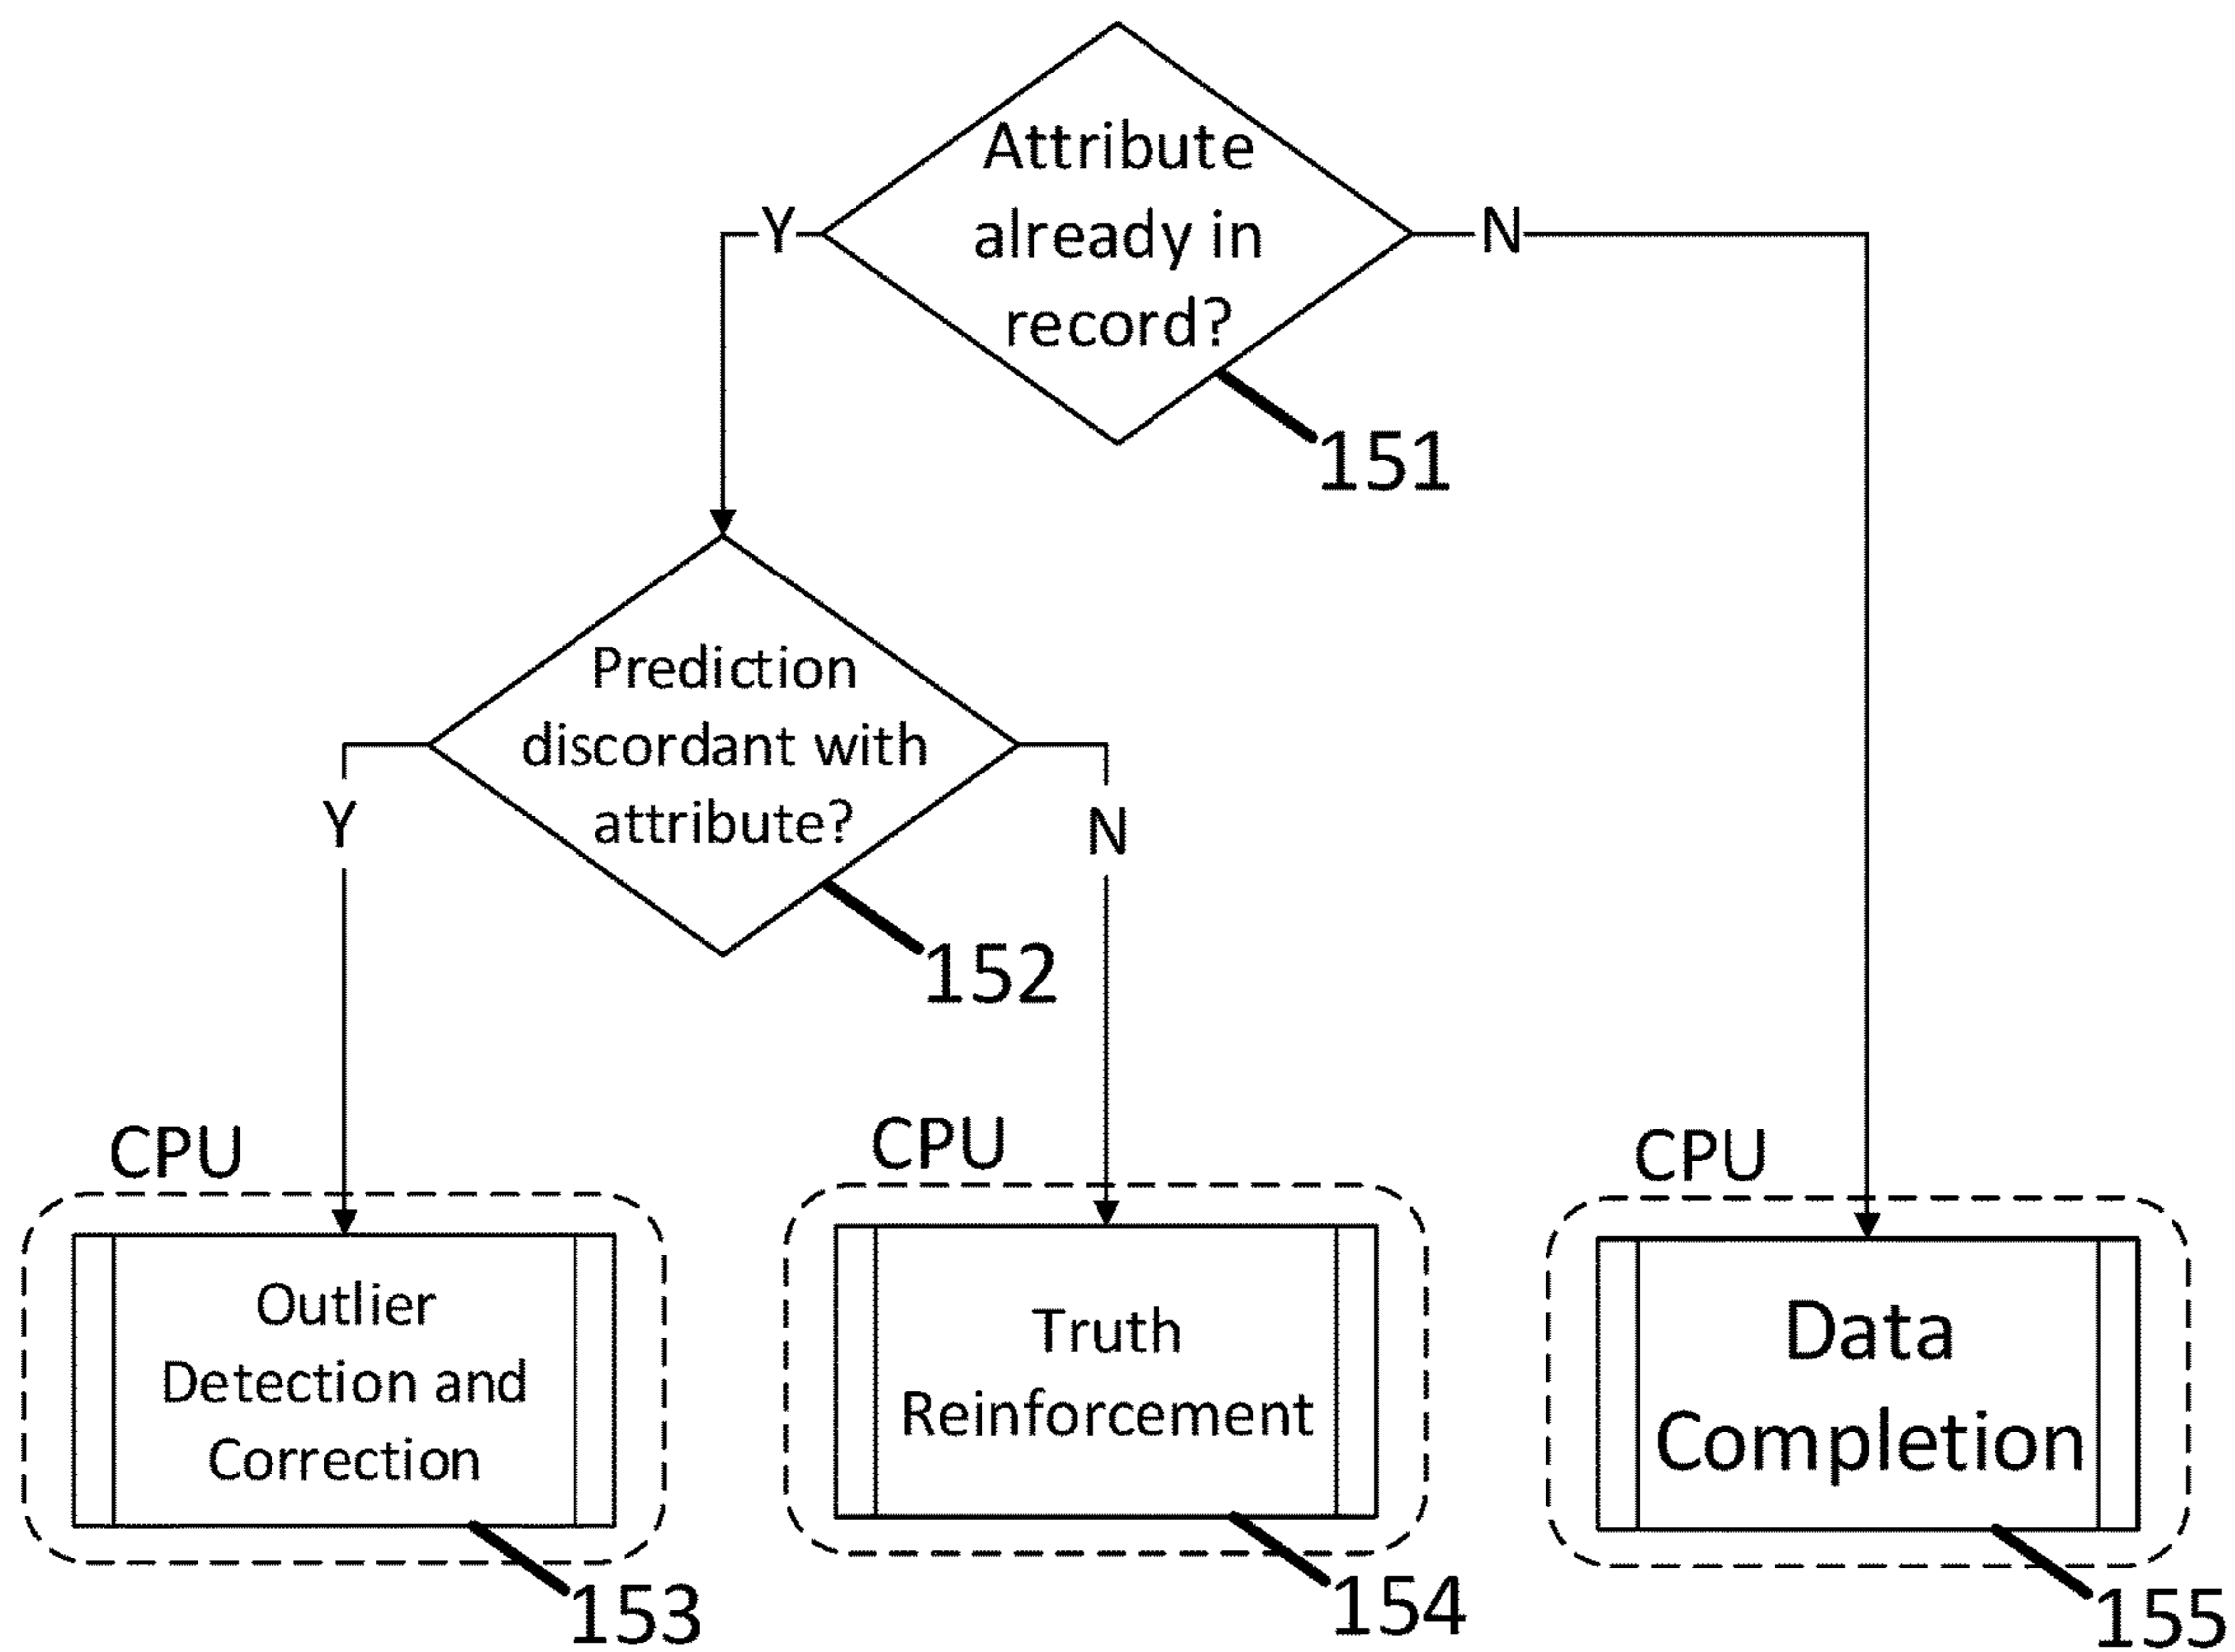 Attribute
already in
record?
Y
N
151
Prediction
discordant with
attribute?
Y
N
152
CPU
Outlier
Detection and
Correction
153
CPU
Truth
Reinforcement
154
CPU
Data
Completion
155